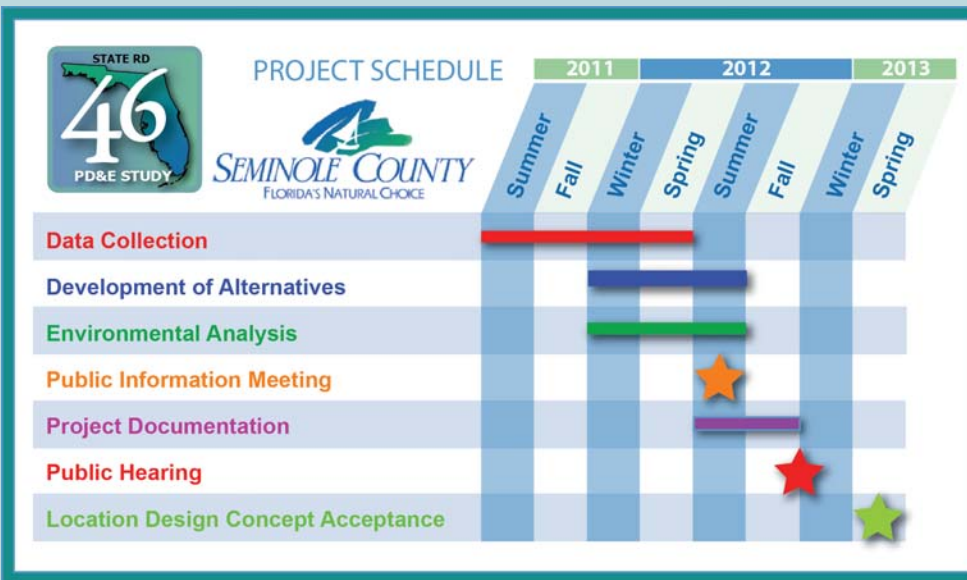 STATE RD
46
PD&E STUDY
PROJECT SCHEDULE
SEMINOLE COUNTY
FLORIDA'S NATURAL CHOICE
2011 2012 2013
Summer Fall Winter Spring Summer Fall Winter Spring
Data Collection
Development of Alternatives
Environmental Analysis
Public Information Meeting
Project Documentation
Public Hearing
Location Design Concept Acceptance